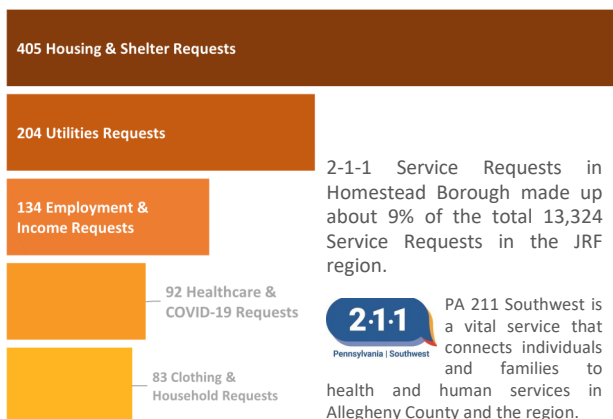 405 Housing & Shelter Requests
204 Utilities Requests
134 Employment &
Income Requests
92 Healthcare &
COVID-19 Requests
83 Clothing &
Household Requests
2-1-1 Service Requests in
Homestead Borough made up
about 9% of the total 13,324
Service Requests in the JRF
region.
2·1·1
Pennsylvania | Southwest
PA 211 Southwest is
a vital service that
connects individuals
and families to
health and human services in
Allegheny County and the region.